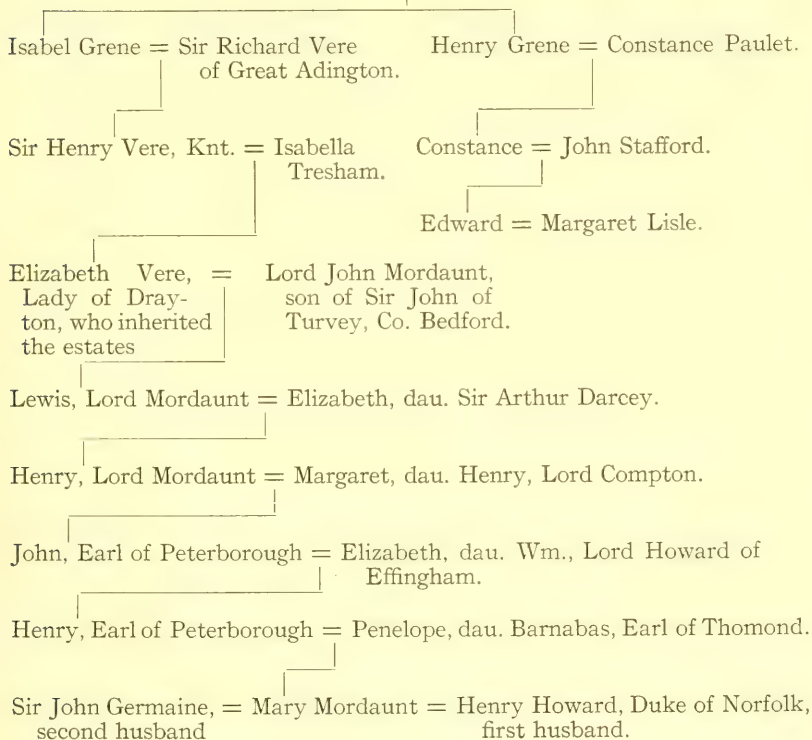 Isabel Grene = Sir Richard Vere Henry Grene = Constance Paulet.
of Great Adington.
Sir Henry Vere, Knt. = Isabella Constance = John Stafford.
Tresham.
Edward = Margaret Lisle.
Elizabeth Vere, = Lord John Mordaunt,
Lady of Dray- son of Sir John of
ton, who inherited Turvey, Co. Bedford.
the estates
Lewis, Lord Mordaunt = Elizabeth, dau. Sir Arthur Darcey.
Henry, Lord Mordaunt = Margaret, dau. Henry, Lord Compton.
John, Earl of Peterborough = Elizabeth, dau. Wm., Lord Howard of
Effingham.
Henry, Earl of Peterborough = Penelope, dau. Barnabas, Earl of Thomond.
Sir John Germaine, = Mary Mordaunt = Henry Howard, Duke of Norfolk,
second husband first husband.